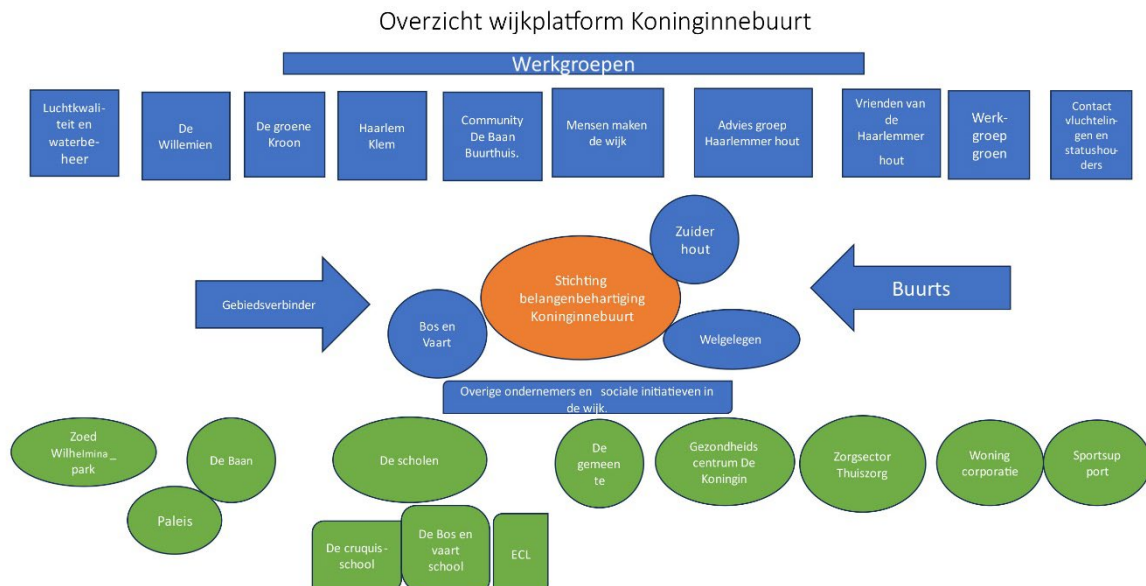 Overzicht wijkplatform Koninginnebuurt
Werkgroepen
Luchtkwali-
teit en
waterbe-
heer
De
Willemien
De groene
Kroon
Haarlem
Klem
Community
De Baan
Buurthuis.
Mensen maken
de wijk
Advies groep
Haarlemmer hout
Vrienden van
de
Haarlemmer
hout
Werk-
groep
groen
Contact
vluchtelin-
gen en
statushou-
ders
Zuider
hout
Stichting
belangenbehartiging
Koninginnebuurt
Gebiedsverbinder
Buurts
Bos en
Vaart
Welgelegen
Overige ondernemers en sociale initiatieven in
de wijk.
Zoed
Wilhelmina_
park
De Baan
Paleis
De scholen
De
gemeen
te
Gezondheids
centrum De
Koningin
Zorgsector
Thuiszorg
Woning
corporatie
Sportsup
port
De cruquis-
school
De Bos en
vaart
school
ECL